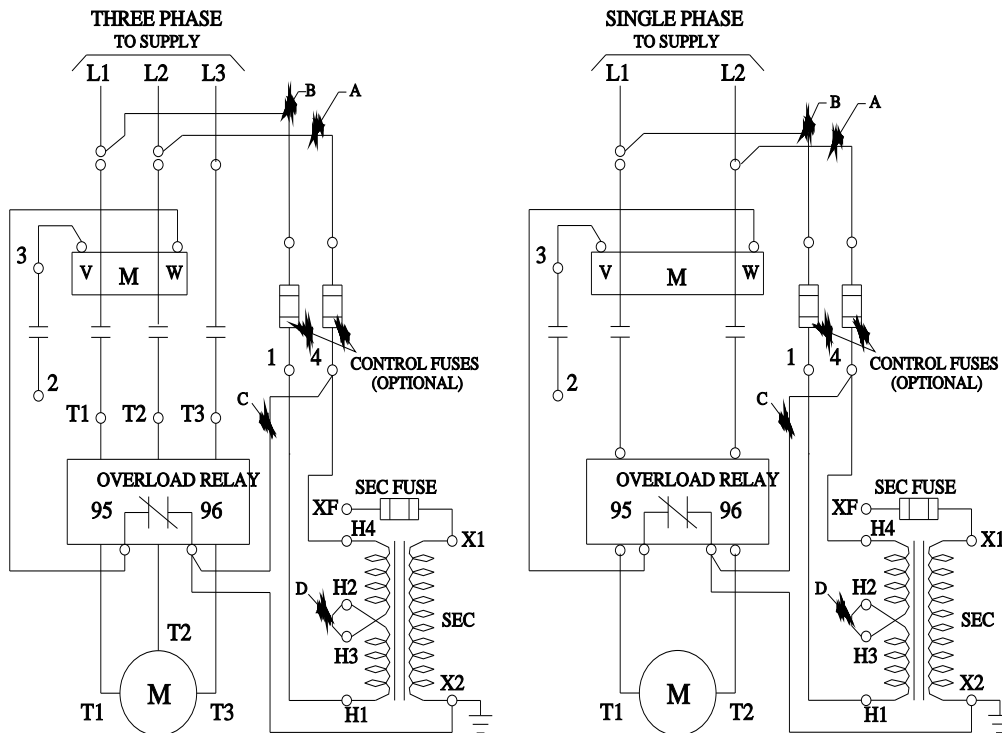 THREE PHASE
TO SUPPLY
L1 L2 L3
B A
3
V M W
1 4
CONTROL FUSES
(OPTIONAL)
2
C
T1 T2 T3
OVERLOAD RELAY
95 96
XF
SEC FUSE
H4
X1
D
H2
H3
SEC
T2
M
T1 T3
H1
X2
SINGLE PHASE
TO SUPPLY
L1 L2
B A
3
V M W
1 4
CONTROL FUSES
(OPTIONAL)
2
C
OVERLOAD RELAY
95 96
XF
SEC FUSE
H4
X1
D
H2
H3
SEC
M
T1 T2
H1
X2